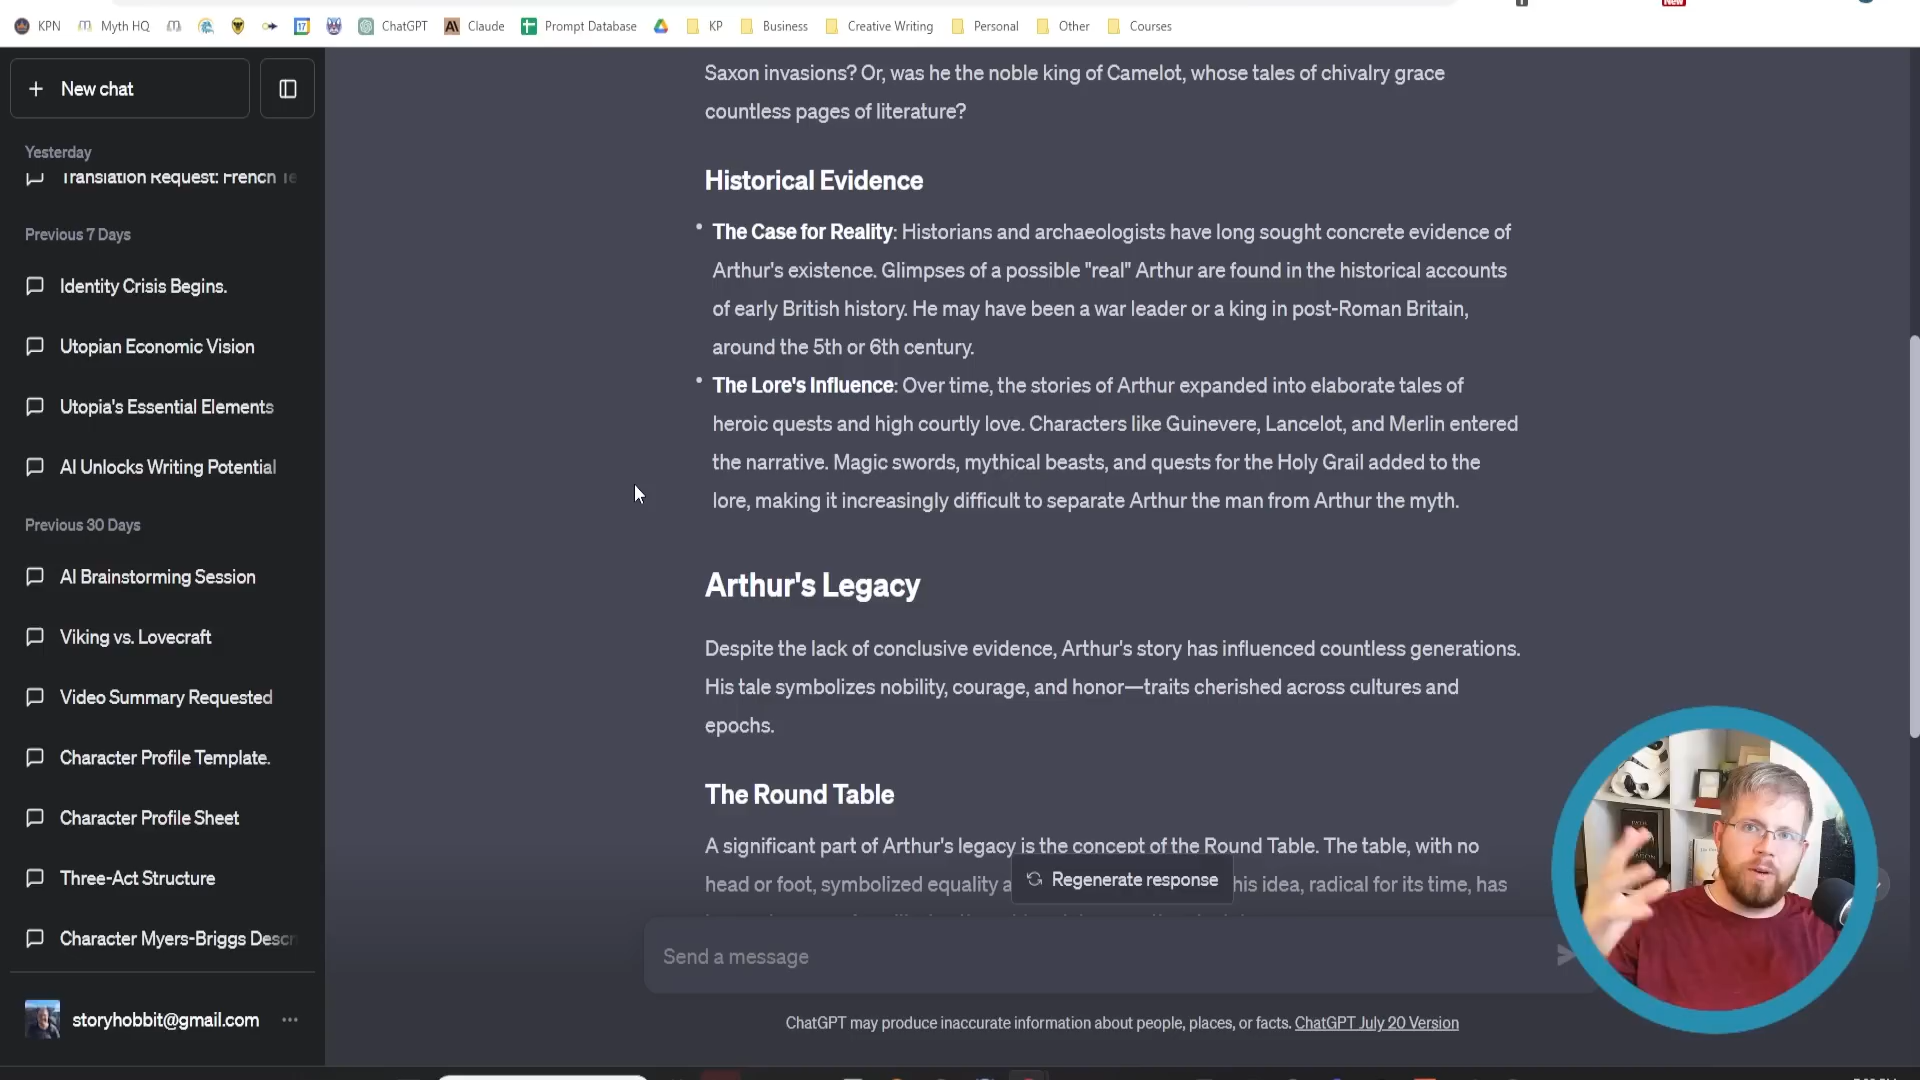 KPN Myth HQ ChatGPT Claude Prompt Database KP Business Creative Writing Personal Other Courses
New
17
New chat
Yesterday
Translation Request: French Te
Previous 7 Days
Identity Crisis Begins.
Utopian Economic Vision
Utopia's Essential Elements
AI Unlocks Writing Potential
Previous 30 Days
AI Brainstorming Session
Viking vs. Lovecraft
Video Summary Requested
Character Profile Template.
Character Profile Sheet
Three-Act Structure
Character Myers-Briggs Descr
storyhobbit@gmail.com
Saxon invasions? Or, was he the noble king of Camelot, whose tales of chivalry grace
countless pages of literature?
Historical Evidence
• The Case for Reality: Historians and archaeologists have long sought concrete evidence of
Arthur's existence. Glimpses of a possible "real" Arthur are found in the historical accounts
of early British history. He may have been a war leader or a king in post-Roman Britain,
around the 5th or 6th century.
• The Lore's Influence: Over time, the stories of Arthur expanded into elaborate tales of
heroic quests and high courtly love. Characters like Guinevere, Lancelot, and Merlin entered
the narrative. Magic swords, mythical beasts, and quests for the Holy Grail added to the
lore, making it increasingly difficult to separate Arthur the man from Arthur the myth.
Arthur's Legacy
Despite the lack of conclusive evidence, Arthur's story has influenced countless generations.
His tale symbolizes nobility, courage, and honor—traits cherished across cultures and
epochs.
The Round Table
A significant part of Arthur's legacy is the concept of the Round Table. The table, with no
head or foot, symbolized equality his idea, radical for its time, has
Regenerate response
Send a message
ChatGPT may produce inaccurate information about people, places, or facts. ChatGPT July 20 Version